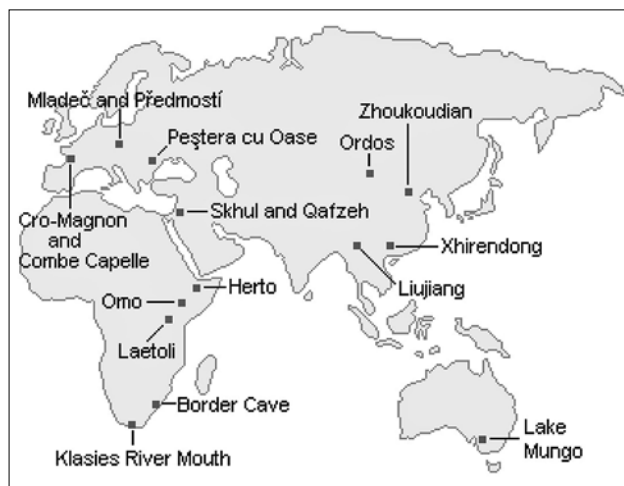 Mladeč and Předmostí
Zhoukoudian
Peştera cu Oase
Ordos
Skhul and Qafzeh
Cro-Magnon
and
Combe Capelle
Xhirendong
Herto
Liujiang
Omo
Laetoli
Border Cave
Lake
Mungo
Klasies River Mouth